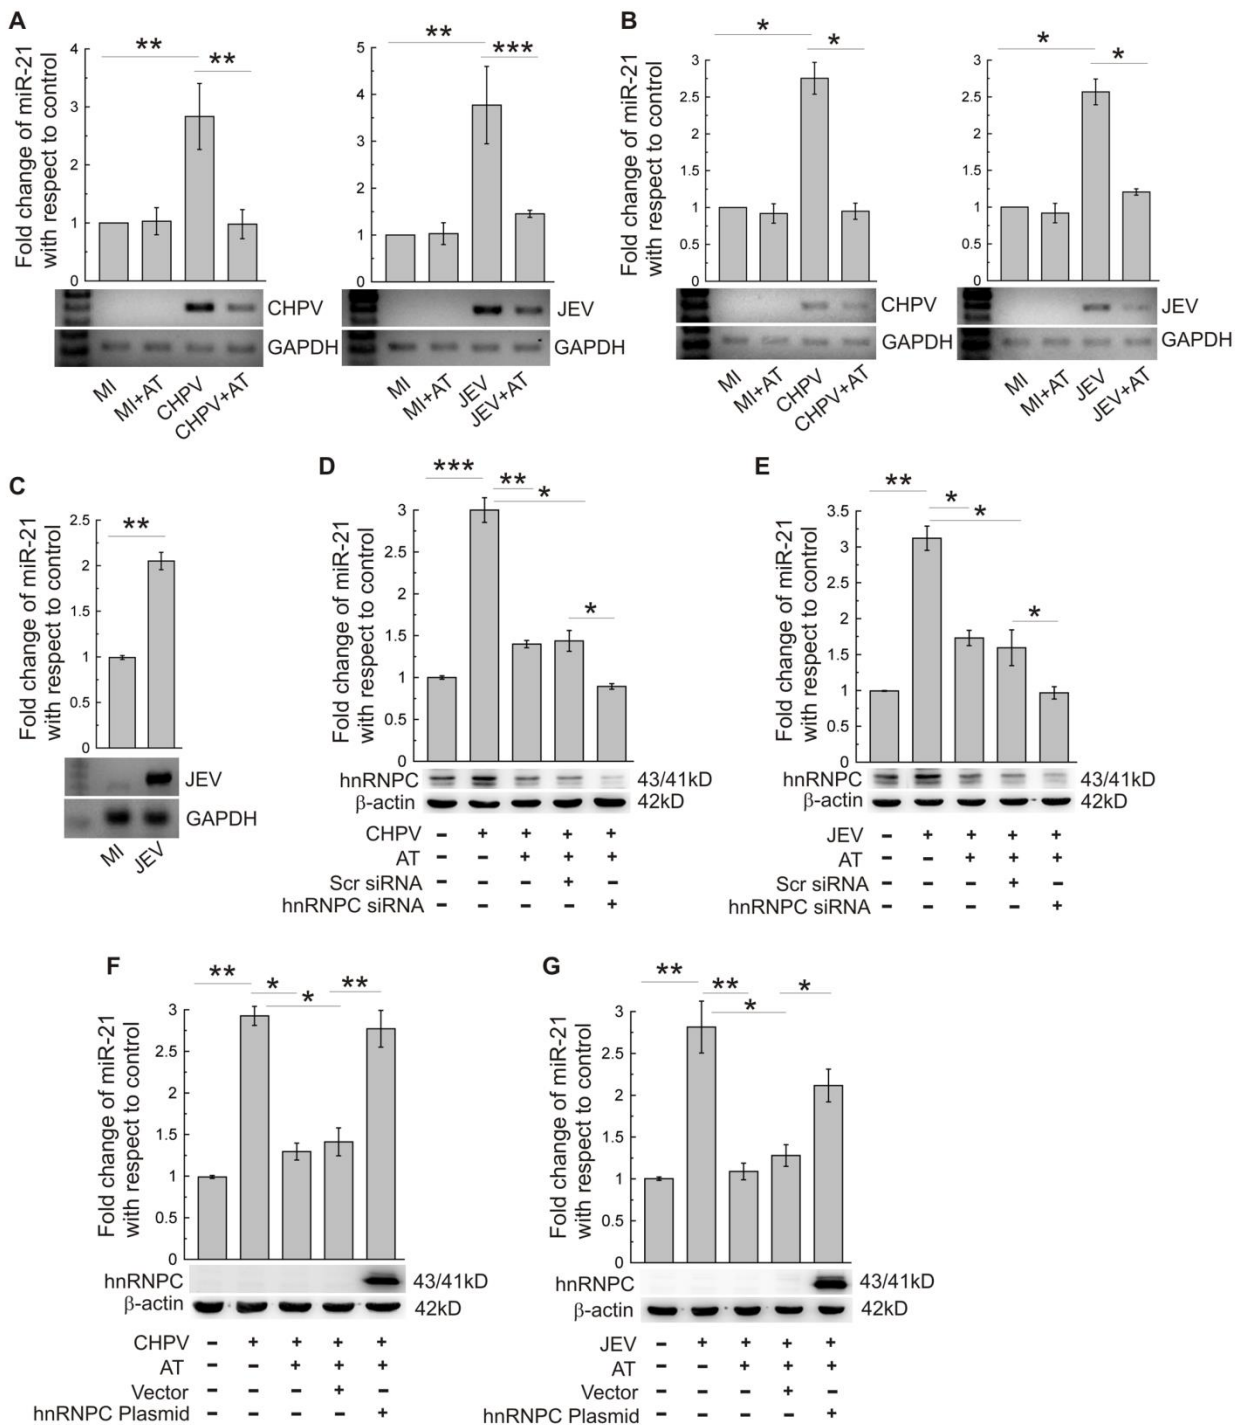 A
Fold change of miR-21
with respect to control
4
3
2
1
0
** **
CHPV
GAPDH
MI
MI+AT
CHPV
CHPV+AT
5
4
3
2
1
0
** ***
JEV
GAPDH
MI
MI+AT
JEV
JEV+AT
B
Fold change of miR-21
with respect to control
3
2.5
2
1.5
1
0.5
0
* *
CHPV
GAPDH
MI
MI+AT
CHPV
CHPV+AT
3
2.5
2
1.5
1
0.5
0
* *
JEV
GAPDH
MI
MI+AT
JEV
JEV+AT
C
Fold change of miR-21
with respect to control
2.5
2
1.5
1
0.5
0
**
JEV
GAPDH
MI
JEV
D
Fold change of miR-21
with respect to control
3
2.5
2
1.5
1
0.5
0
*** ** * *
hnRNPC 43/41kD
β-actin 42kD
CHPV - + + + +
AT - - + + +
Scr siRNA - - - + -
hnRNPC siRNA - - - - +
E
Fold change of miR-21
with respect to control
3.5
3
2.5
2
1.5
1
0.5
0
** * * *
hnRNPC 43/41kD
β-actin 42kD
JEV - + + + +
AT - - + + +
Scr siRNA - - - + -
hnRNPC siRNA - - - - +
F
Fold change of miR-21
with respect to control
3
2.5
2
1.5
1
0.5
0
** * * **
hnRNPC 43/41kD
β-actin 42kD
CHPV - + + + +
AT - - + + +
Vector - - - + -
hnRNPC Plasmid - - - - +
G
Fold change of miR-21
with respect to control
3
2.5
2
1.5
1
0.5
0
** ** * *
hnRNPC 43/41kD
β-actin 42kD
JEV - + + + +
AT - - + + +
Vector - - - + -
hnRNPC Plasmid - - - - +